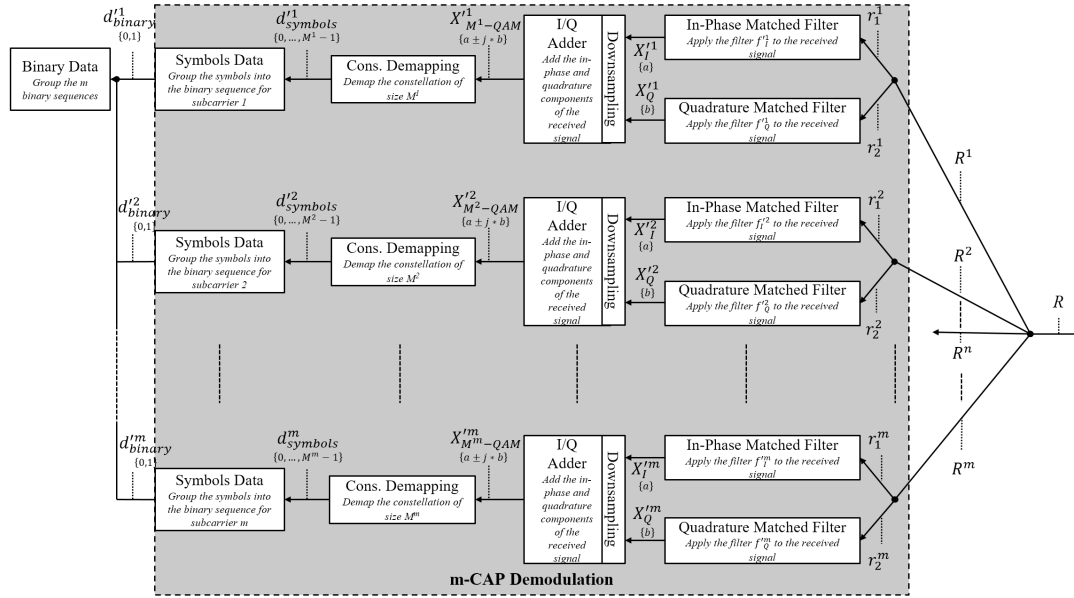 Binary Data
Group the m
binary sequences
d'^1_binary
{0,1}
Symbols Data
Group the symbols into
the binary sequence for
subcarrier 1
d'^1_symbols
{0, …, M^1 − 1}
Cons. Demapping
Demap the constellation of
size M^1
X'^1_{M^1−QAM}
{a ± j * b}
I/Q
Adder
Add the in-
phase and
quadrature
components
of the
received
signal
Downsampling
X'^1_I
{a}
X'^1_Q
{b}
In-Phase Matched Filter
Apply the filter f'^1_I to the received
signal
Quadrature Matched Filter
Apply the filter f'^1_Q to the received
signal
r^1_1
r^1_2
d'^2_binary
{0,1}
Symbols Data
Group the symbols into
the binary sequence for
subcarrier 2
d'^2_symbols
{0, …, M^2 − 1}
Cons. Demapping
Demap the constellation of
size M^2
X'^2_{M^2−QAM}
{a ± j * b}
I/Q
Adder
Add the in-
phase and
quadrature
components
of the
received
signal
Downsampling
X'^2_I
{a}
X'^2_Q
{b}
In-Phase Matched Filter
Apply the filter f_I'^2 to the received
signal
Quadrature Matched Filter
Apply the filter f'^2_Q to the received
signal
r^2_1
r^2_2
d'^m_binary
{0,1}
Symbols Data
Group the symbols into
the binary sequence for
subcarrier m
d^m_symbols
{0, …, M^m − 1}
Cons. Demapping
Demap the constellation of
size M^m
X'^m_{M^m−QAM}
{a ± j * b}
I/Q
Adder
Add the in-
phase and
quadrature
components
of the
received
signal
Downsampling
X'^m_I
{a}
X'^m_Q
{b}
In-Phase Matched Filter
Apply the filter f'^m_I to the received
signal
Quadrature Matched Filter
Apply the filter f'^m_Q to the received
signal
r^m_1
r^m_2
R^1
R^2
R^n
R^m
R
m-CAP Demodulation